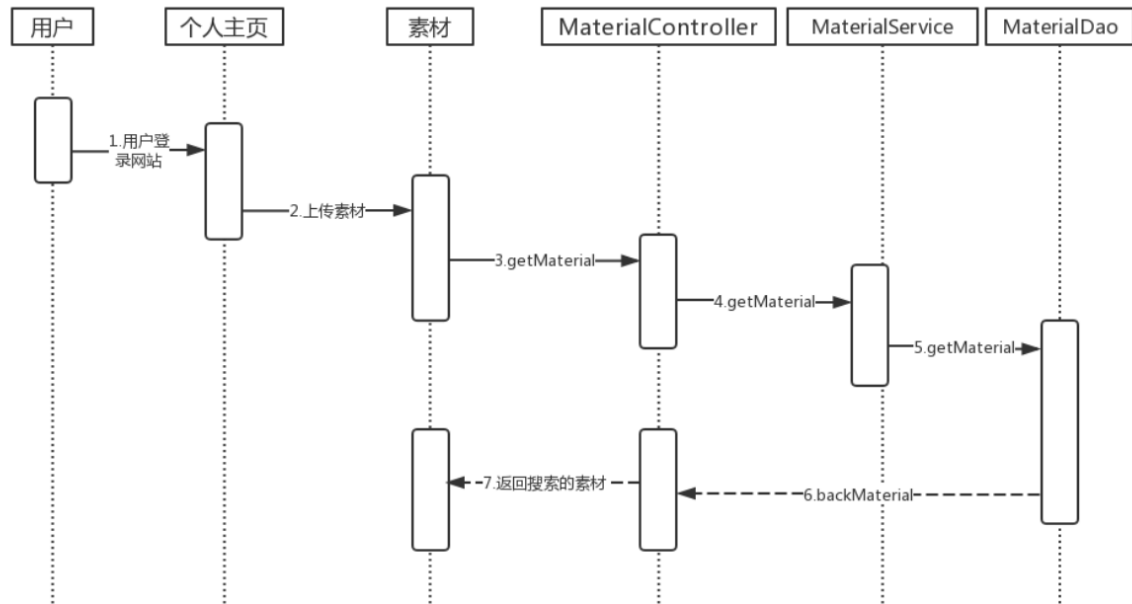 用户
个人主页
素材
MaterialController
MaterialService
MaterialDao
1.用户登
录网站
2.上传素材
3.getMaterial
4.getMaterial
5.getMaterial
7.返回搜索的素材
6.backMaterial